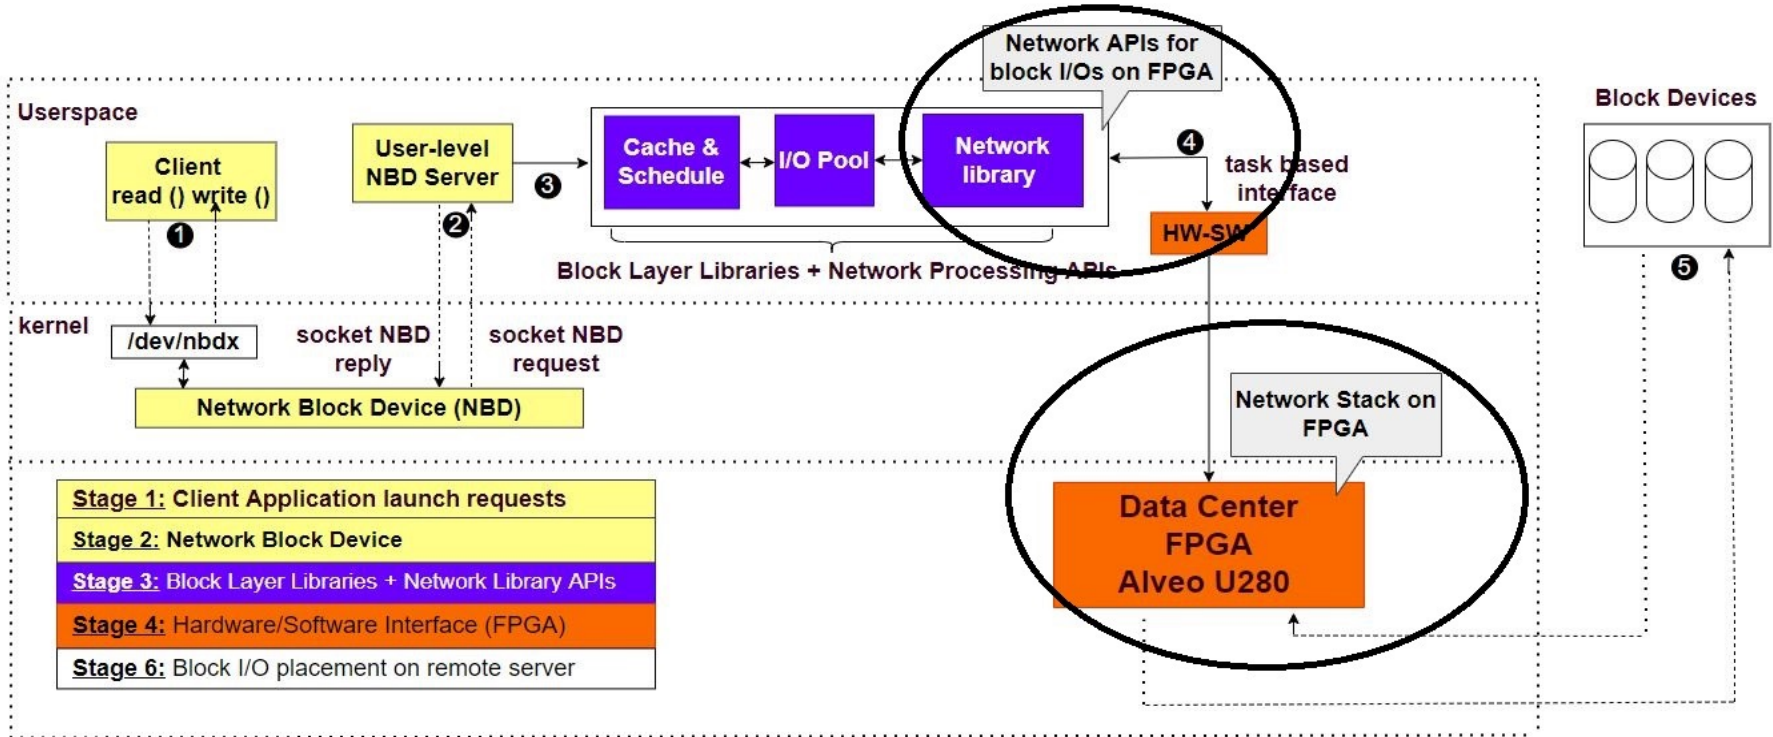 Network APIs for
block I/Os on FPGA
Userspace
Block Devices
Client
read () write ()
User-level
NBD Server
Cache &
Schedule
I/O Pool
Network
library
task based
interface
HW-SW
1
2
3
4
5
Block Layer Libraries + Network Processing APIs
kernel
/dev/nbdx
socket NBD
reply
socket NBD
request
Network Block Device (NBD)
Network Stack on
FPGA
Data Center
FPGA
Alveo U280
Stage 1: Client Application launch requests
Stage 2: Network Block Device
Stage 3: Block Layer Libraries + Network Library APIs
Stage 4: Hardware/Software Interface (FPGA)
Stage 6: Block I/O placement on remote server